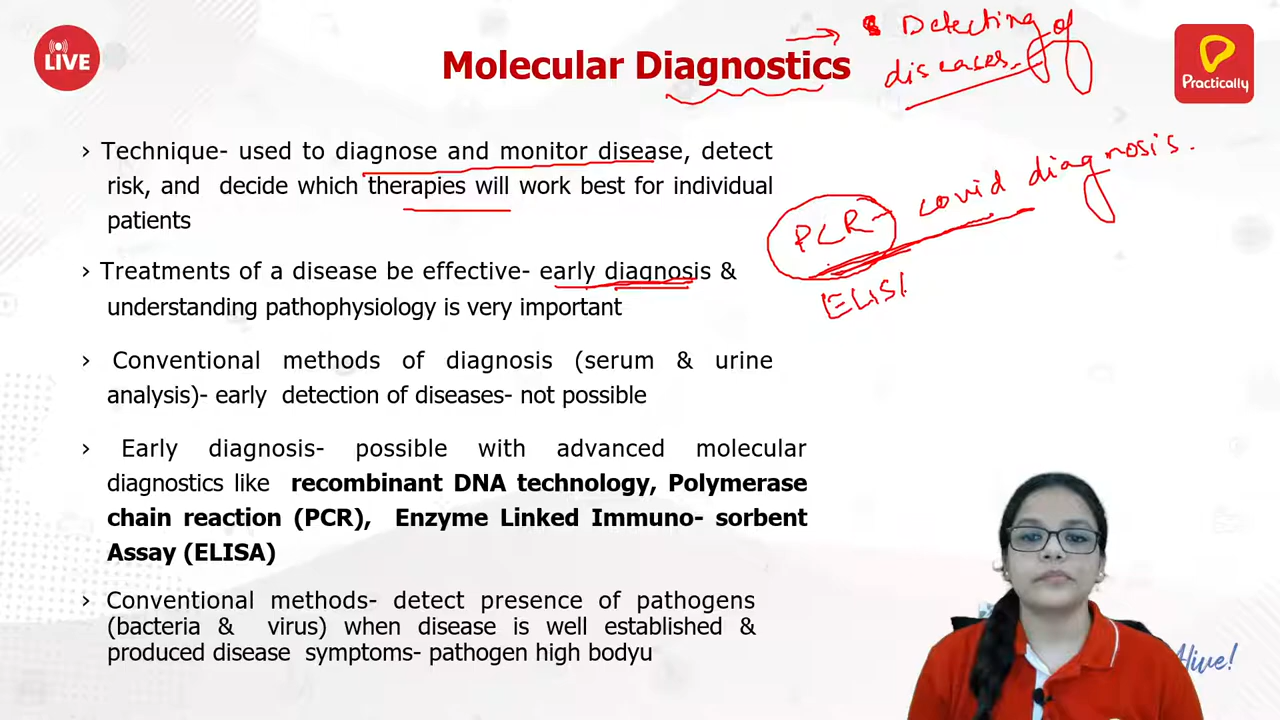 LIVE
Molecular Diagnostics
→ Detecting of
diseases.
Practically
› Technique- used to diagnose and monitor disease, detect
risk, and decide which therapies will work best for individual
patients
PCR - covid diagnosis.
ELISA
› Treatments of a disease be effective- early diagnosis &
understanding pathophysiology is very important
› Conventional methods of diagnosis (serum & urine
analysis)- early detection of diseases- not possible
› Early diagnosis- possible with advanced molecular
diagnostics like recombinant DNA technology, Polymerase
chain reaction (PCR), Enzyme Linked Immuno- sorbent
Assay (ELISA)
› Conventional methods- detect presence of pathogens
(bacteria & virus) when disease is well established &
produced disease symptoms- pathogen high bodyu
Alive!